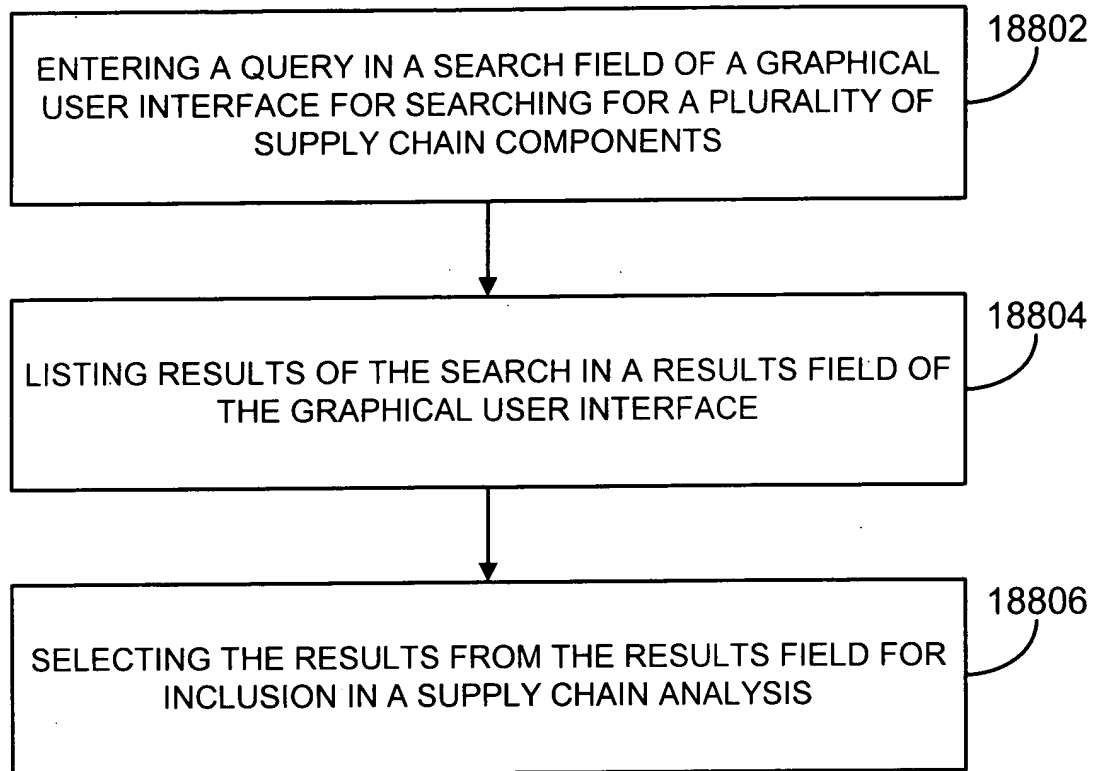 18802
ENTERING A QUERY IN A SEARCH FIELD OF A GRAPHICAL
USER INTERFACE FOR SEARCHING FOR A PLURALITY OF
SUPPLY CHAIN COMPONENTS
18804
LISTING RESULTS OF THE SEARCH IN A RESULTS FIELD OF
THE GRAPHICAL USER INTERFACE
18806
SELECTING THE RESULTS FROM THE RESULTS FIELD FOR
INCLUSION IN A SUPPLY CHAIN ANALYSIS